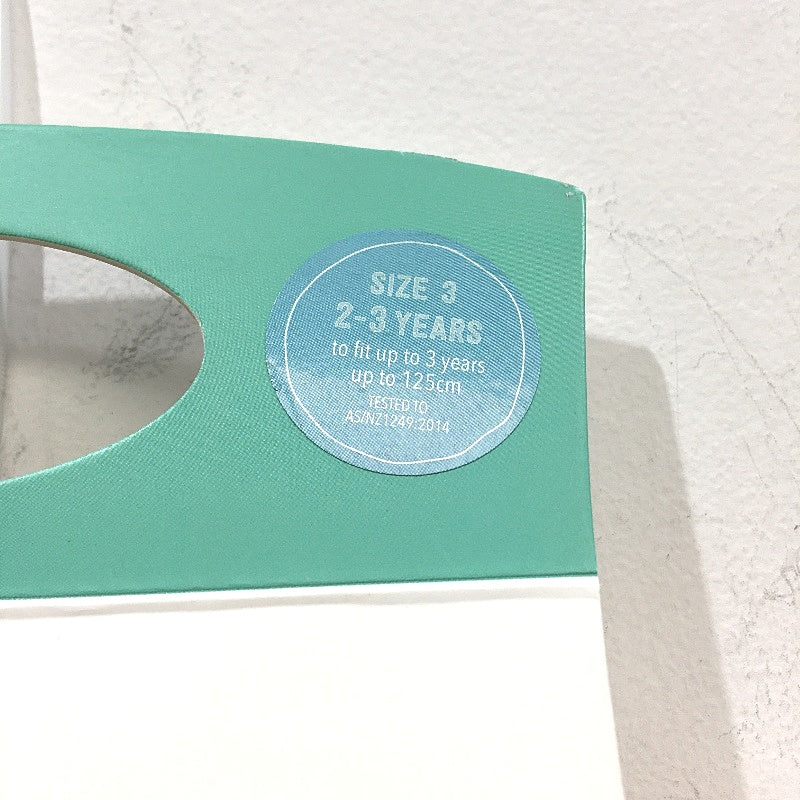 SIZE 3
2-3 YEARS
to fit up to 3 years
up to 125cm
TESTED TO
AS/NZ1249:2014